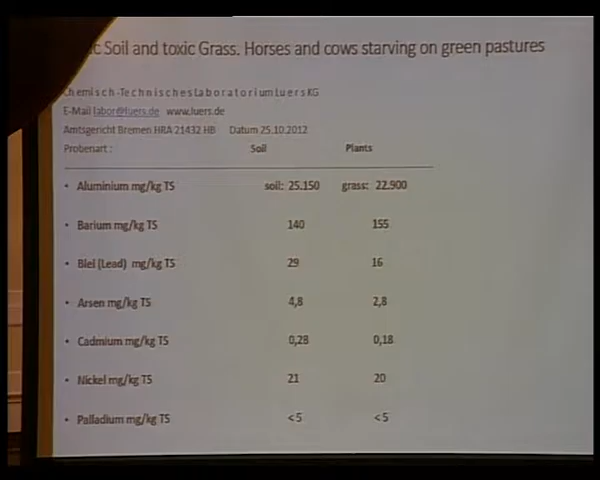 c Soil and toxic Grass. Horses and cows starving on green pastures
Chemisch-TechnischesLaboratoriumLuersKG
E-Mail labor@luers.de www.luers.de
Amtsgericht Bremen HRA 21432 HB Datum 25.10.2012
Probenart : Soil Plants
• Aluminium mg/kg TS soil: 25.150 grass: 22.900
• Barium mg/kg TS 140 155
• Blei (Lead) mg/kg TS 29 16
• Arsen mg/kg TS 4,8 2,8
• Cadmium mg/kg TS 0,28 0,18
• Nickel mg/kg TS 21 20
• Palladium mg/kg TS <5 <5